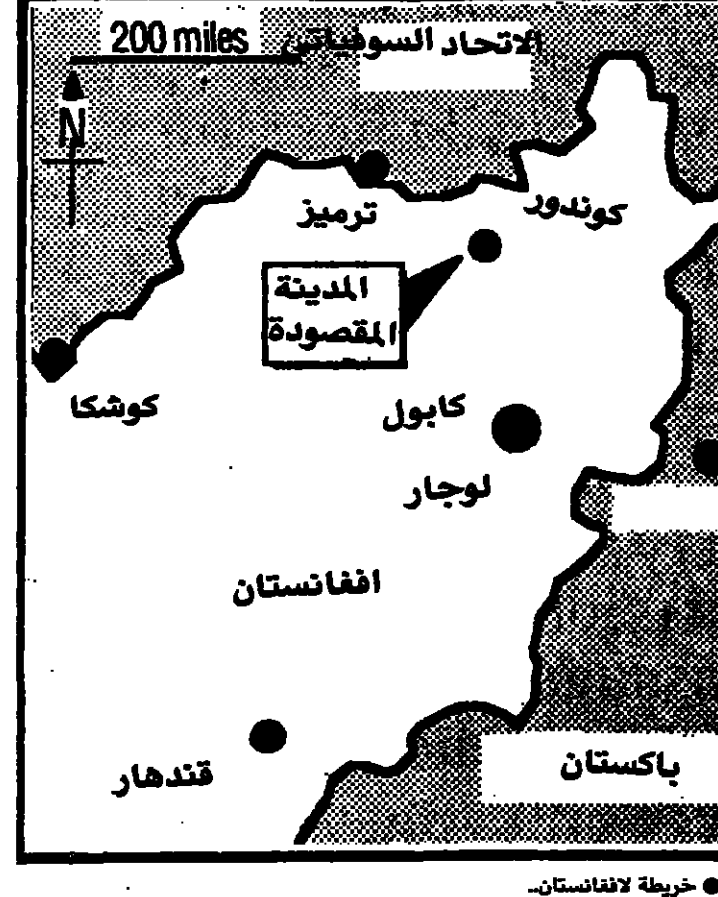 200 miles
الاتحاد السوفياتي
N
ترميز
كوندور
المدينة
المقصودة
كوشكا
كابول
لوجار
افغانستان
قندهار
باكستان
● خريطة لافغانستان..